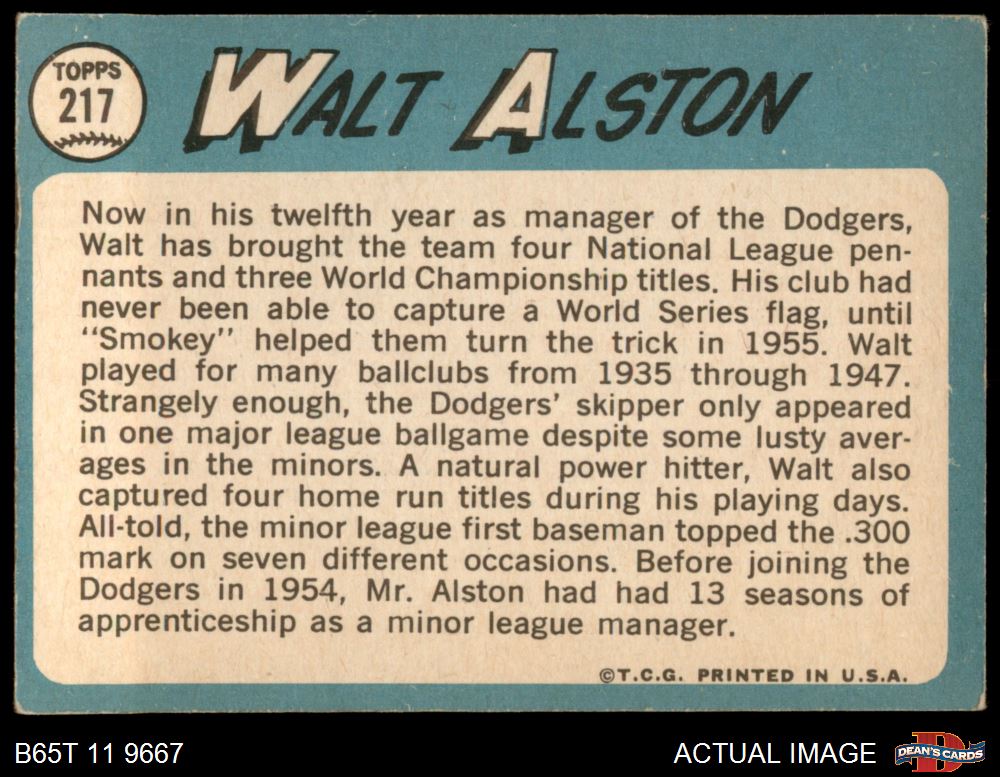 TOPPS
217
WALT ALSTON
Now in his twelfth year as manager of the Dodgers,
Walt has brought the team four National League pen-
nants and three World Championship titles. His club had
never been able to capture a World Series flag, until
"Smokey" helped them turn the trick in 1955. Walt
played for many ballclubs from 1935 through 1947.
Strangely enough, the Dodgers' skipper only appeared
in one major league ballgame despite some lusty aver-
ages in the minors. A natural power hitter, Walt also
captured four home run titles during his playing days.
All-told, the minor league first baseman topped the .300
mark on seven different occasions. Before joining the
Dodgers in 1954, Mr. Alston had had 13 seasons of
apprenticeship as a minor league manager.
©T.C.G. PRINTED IN U.S.A.
B65T 11 9667
ACTUAL IMAGE
D
DEAN'S CARDS